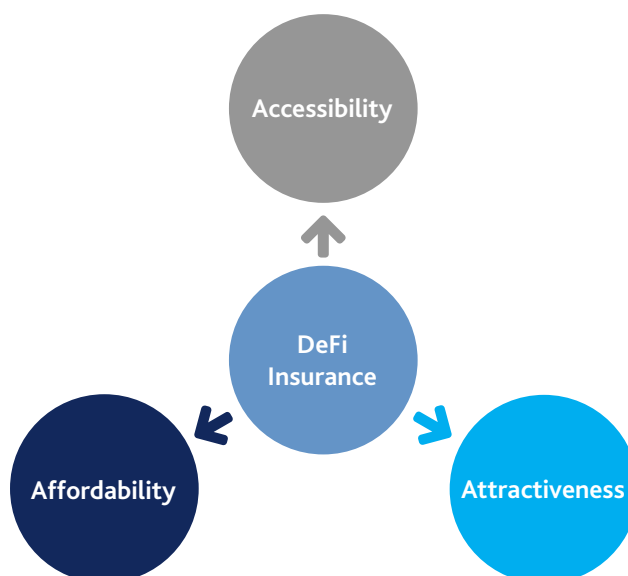 Accessibility
DeFi
Insurance
Affordability
Attractiveness